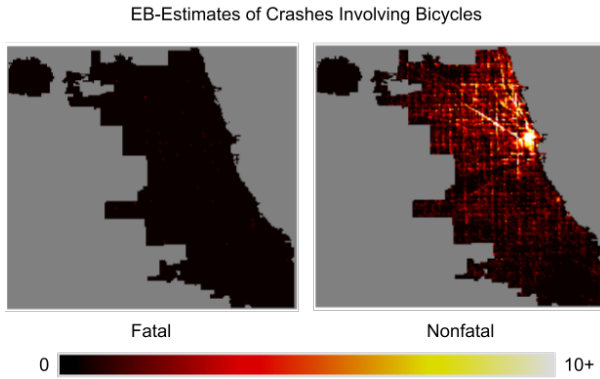 EB-Estimates of Crashes Involving Bicycles
Fatal
Nonfatal
0
10+